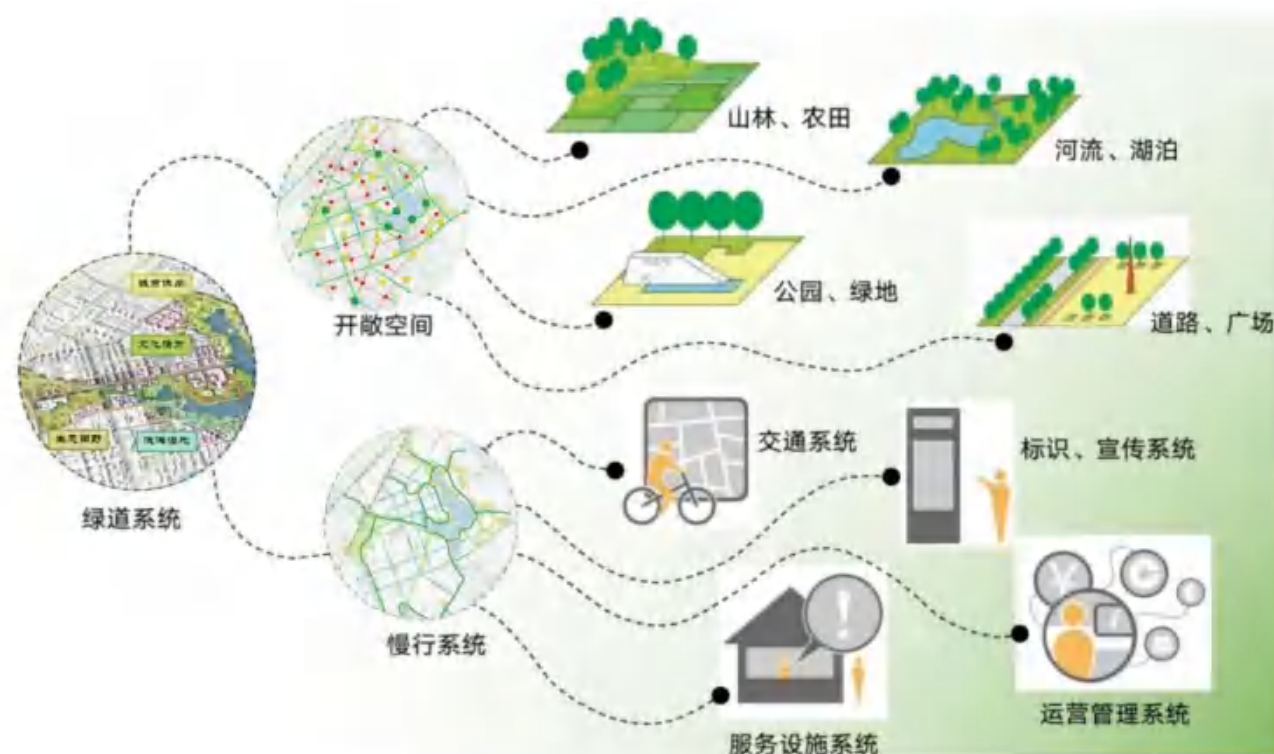 山林、农田
河流、湖泊
公园、绿地
道路、广场
开敞空间
绿道系统
交通系统
标识、宣传系统
慢行系统
服务设施系统
运营管理系统